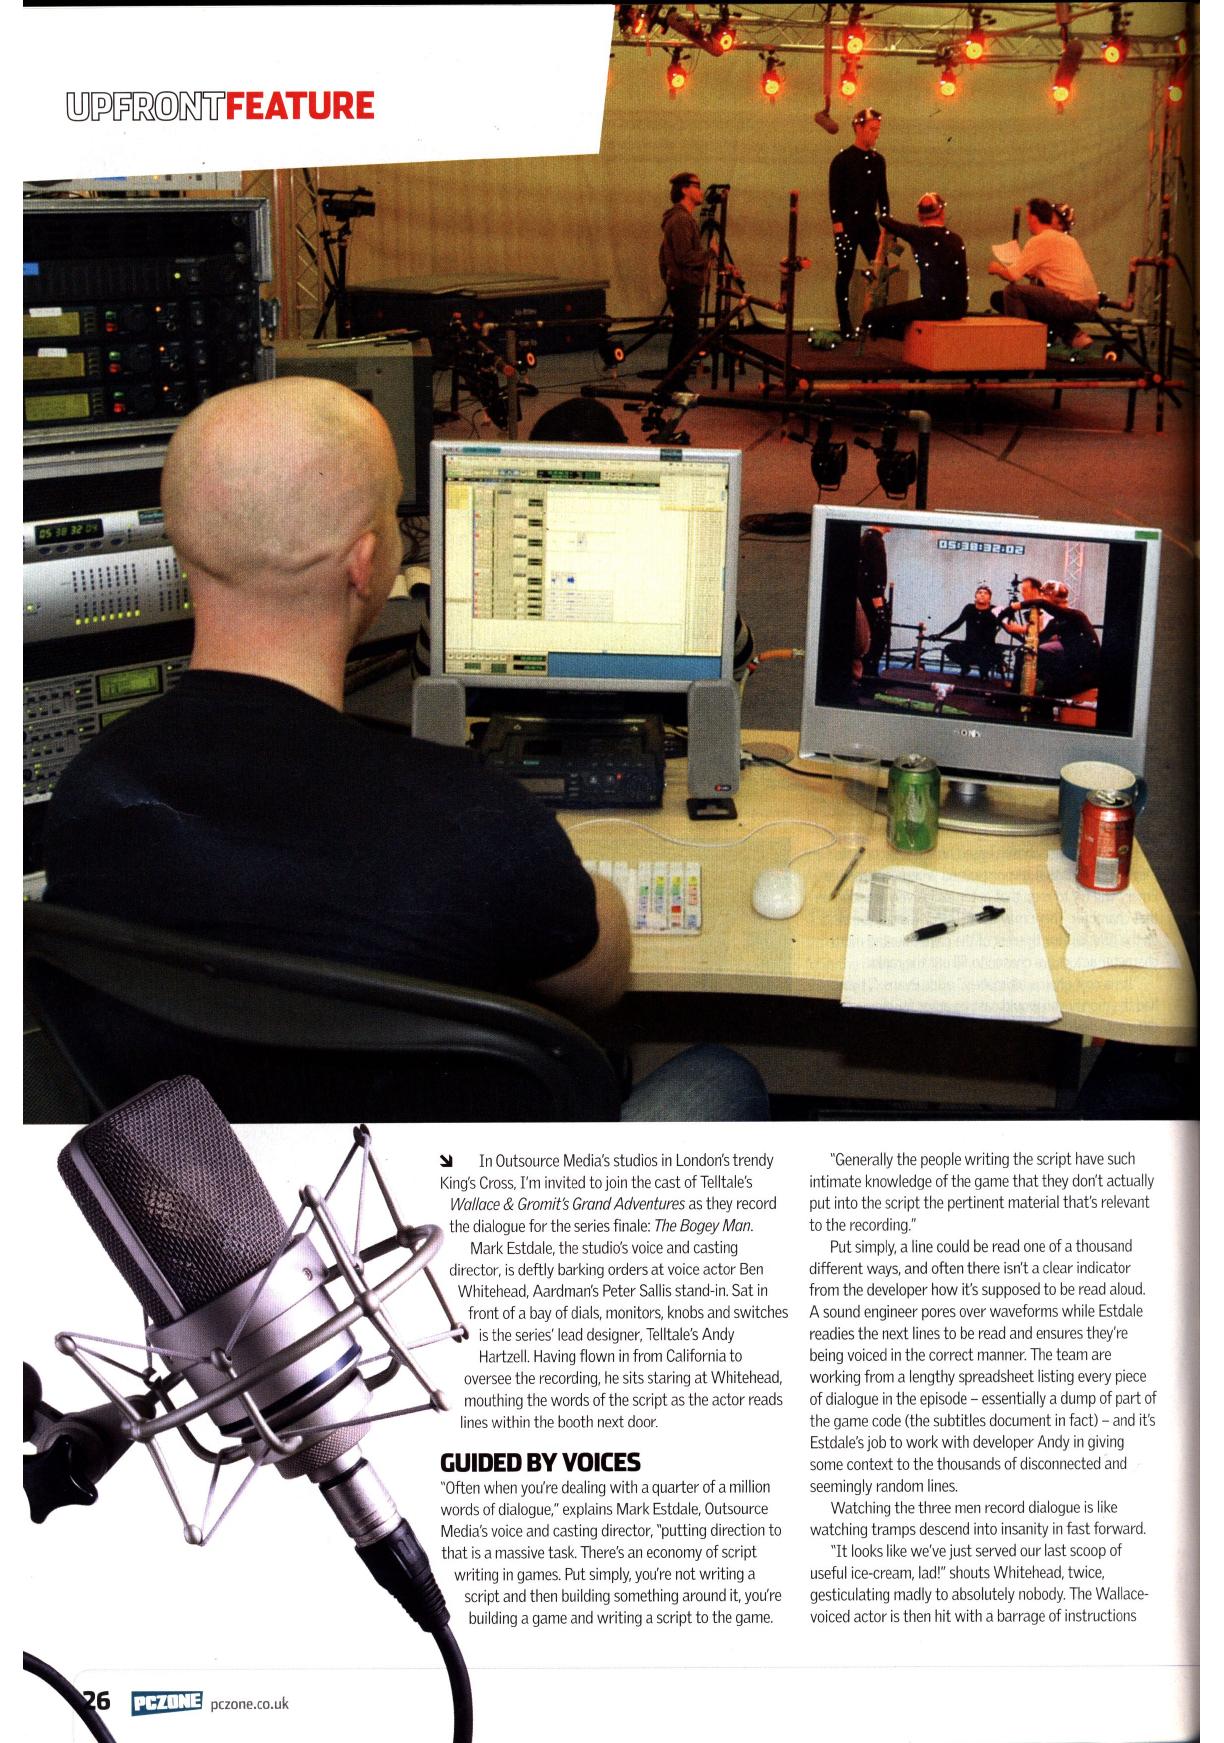 UPFRONTFEATURE
05 38 32 04
05:38:32:02
SONY
In Outsource Media's studios in London's trendy
King's Cross, I'm invited to join the cast of Telltale's
Wallace & Gromit's Grand Adventures as they record
the dialogue for the series finale: The Bogey Man.
Mark Estdale, the studio's voice and casting
director, is deftly barking orders at voice actor Ben
Whitehead, Aardman's Peter Sallis stand-in. Sat in
front of a bay of dials, monitors, knobs and switches
is the series' lead designer, Telltale's Andy
Hartzell. Having flown in from California to
oversee the recording, he sits staring at Whitehead,
mouthing the words of the script as the actor reads
lines within the booth next door.
GUIDED BY VOICES
"Often when you're dealing with a quarter of a million
words of dialogue," explains Mark Estdale, Outsource
Media's voice and casting director, "putting direction to
that is a massive task. There's an economy of script
writing in games. Put simply, you're not writing a
script and then building something around it, you're
building a game and writing a script to the game.
"Generally the people writing the script have such
intimate knowledge of the game that they don't actually
put into the script the pertinent material that's relevant
to the recording."
Put simply, a line could be read one of a thousand
different ways, and often there isn't a clear indicator
from the developer how it's supposed to be read aloud.
A sound engineer pores over waveforms while Estdale
readies the next lines to be read and ensures they're
being voiced in the correct manner. The team are
working from a lengthy spreadsheet listing every piece
of dialogue in the episode – essentially a dump of part of
the game code (the subtitles document in fact) – and it's
Estdale's job to work with developer Andy in giving
some context to the thousands of disconnected and
seemingly random lines.
Watching the three men record dialogue is like
watching tramps descend into insanity in fast forward.
"It looks like we've just served our last scoop of
useful ice-cream, lad!" shouts Whitehead, twice,
gesticulating madly to absolutely nobody. The Wallace-
voiced actor is then hit with a barrage of instructions
26 PCZONE pczone.co.uk